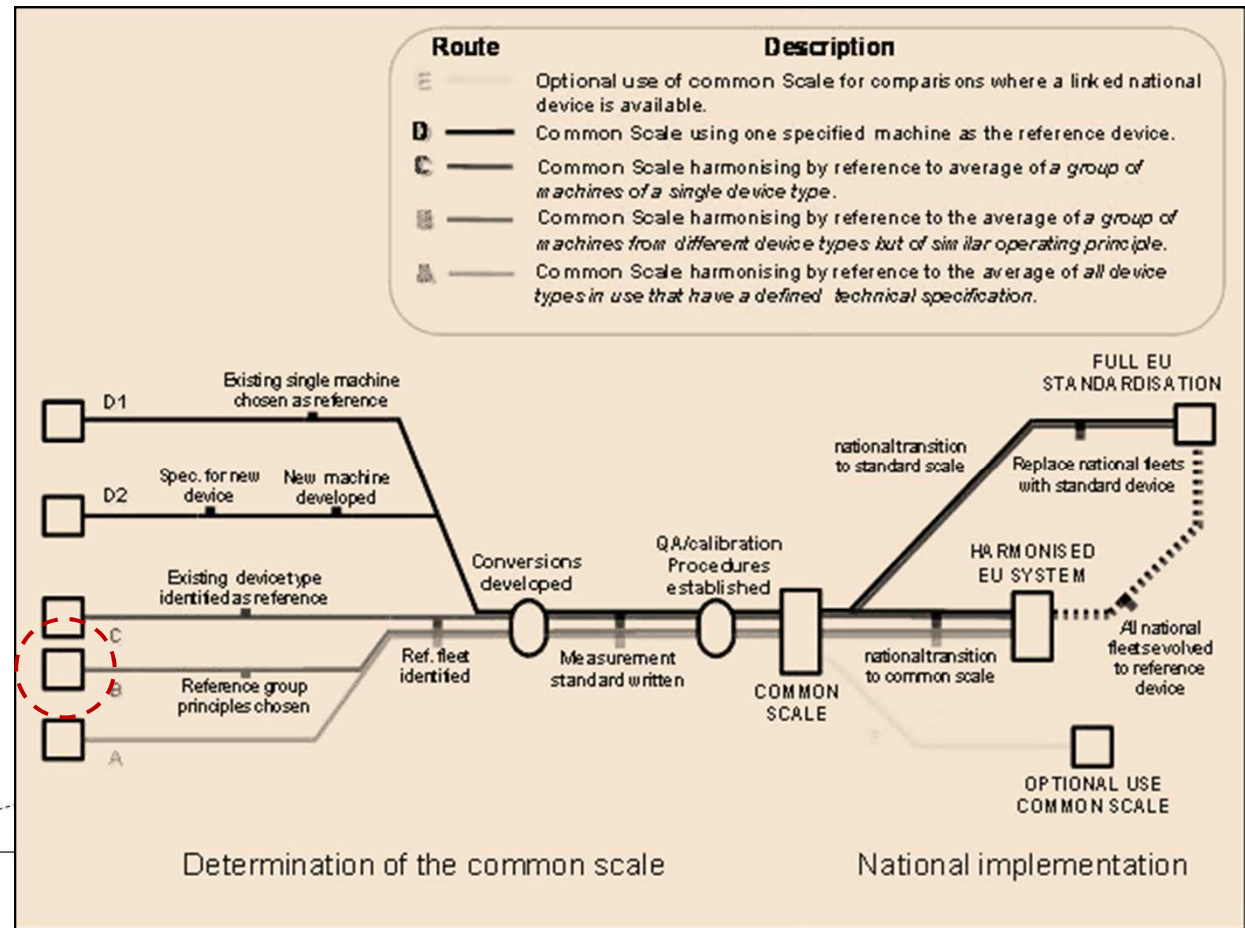 Route Description
E Optional use of common Scale for comparisons where a linked national
device is available.
D Common Scale using one specified machine as the reference device.
C Common Scale harmonising by reference to average of a group of
machines of a single device type.
B Common Scale harmonising by reference to the average of a group of
machines from different device types but of similar operating principle.
A Common Scale harmonising by reference to the average of all device
types in use that have a defined technical specification.
FULL EU
STANDARDISATION
D1
Existing single machine
chosen as reference
national transition
to standard scale
Replace national fleets
with standard device
D2
Spec. for new
device
New machine
developed
Conversions
developed
QA/calibration
Procedures
established
HARMONISED
EU SYSTEM
Existing device type
identified as reference
C
Ref. fleet
identified
Measurement
standard written
COMMON
SCALE
national transition
to common scale
All national
fleets evolved
to reference
device
B
Reference group
principles chosen
A
E
OPTIONAL USE
COMMON SCALE
Determination of the common scale
National implementation